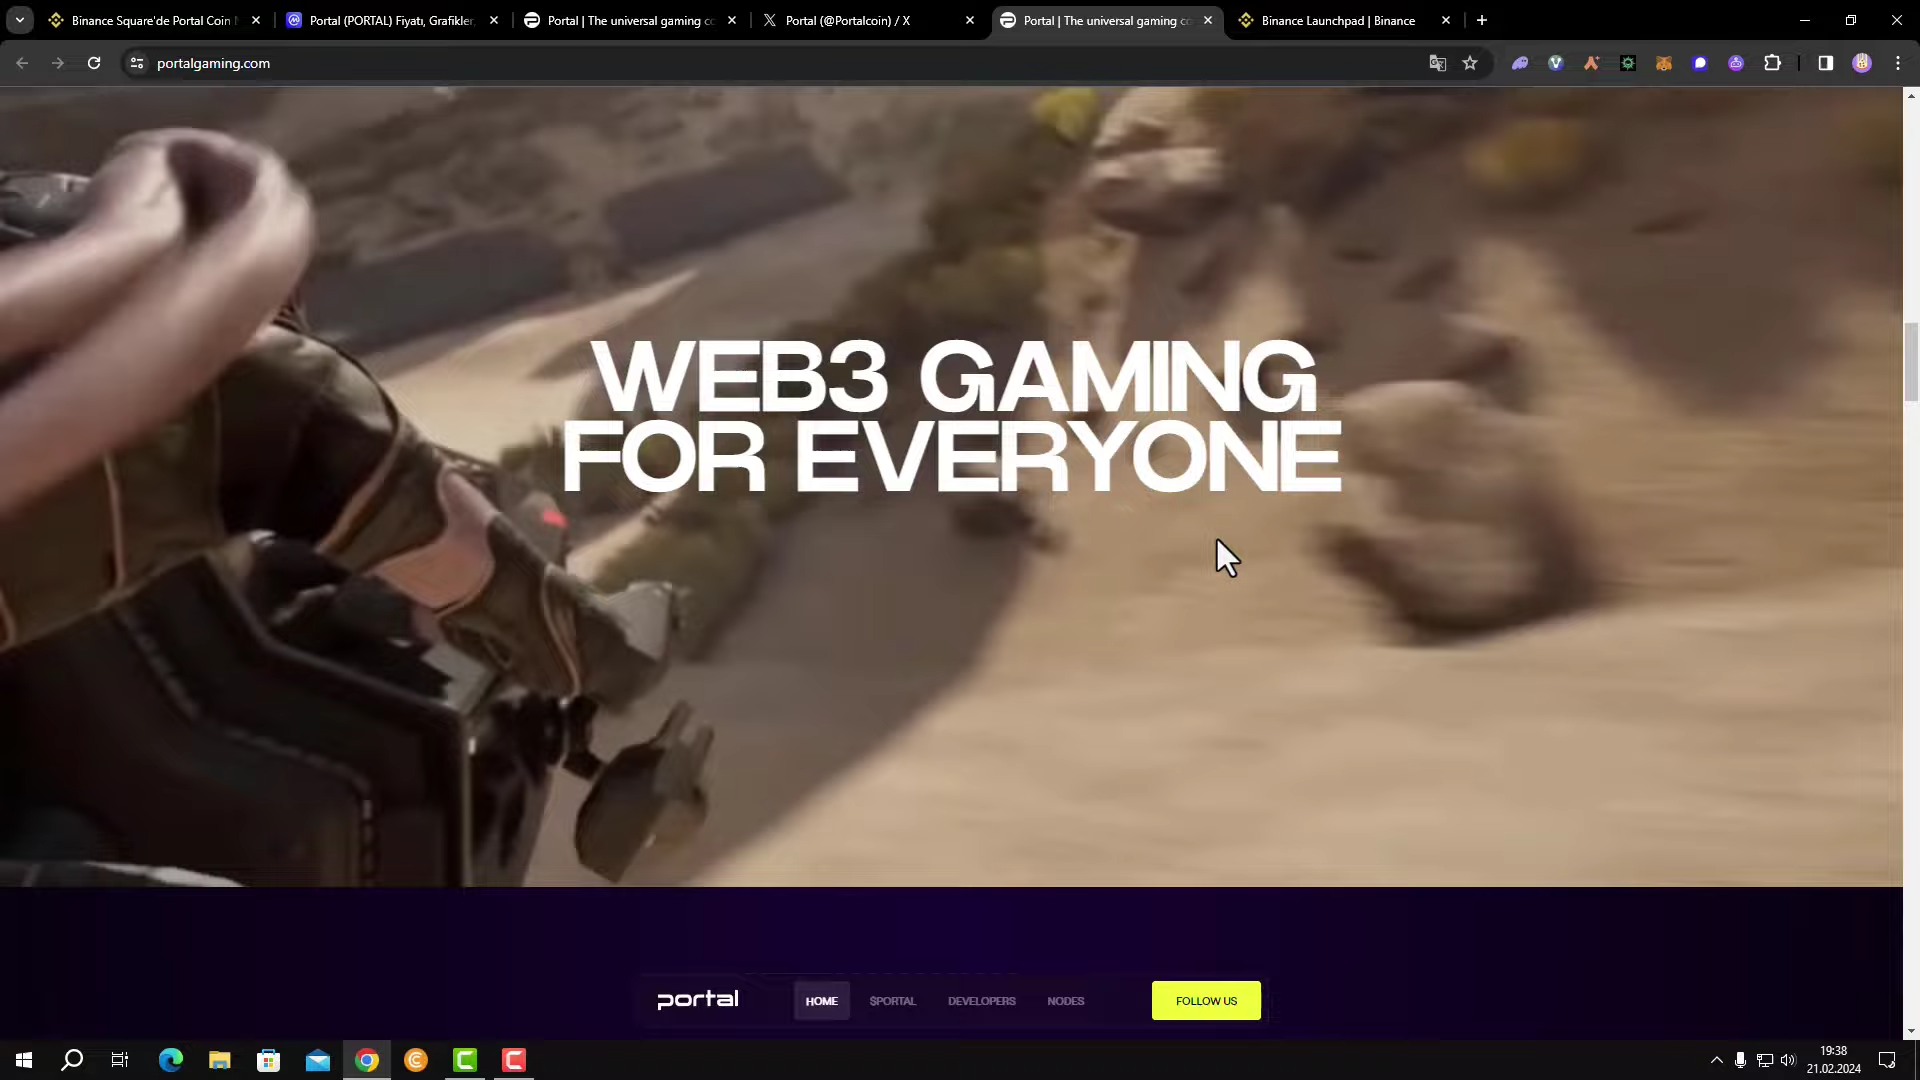 Binance Square'de Portal Coin
Portal (PORTAL) Fiyatı, Grafikler,
Portal | The universal gaming co
Portal (@Portalcoin) / X
Portal | The universal gaming co
Binance Launchpad | Binance
portalgaming.com
WEB3 GAMING
FOR EVERYONE
portal
HOME
$PORTAL
DEVELOPERS
NODES
FOLLOW US
19:38
21.02.2024